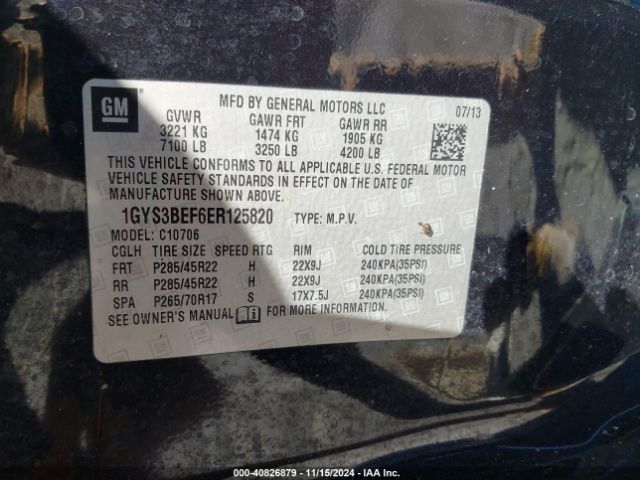 GM
MFD BY GENERAL MOTORS LLC 07/13
GVWR GAWR FRT GAWR RR
3221 KG 1474 KG 1905 KG
7100 LB 3250 LB 4200 LB
THIS VEHICLE CONFORMS TO ALL APPLICABLE U.S. FEDERAL MOTOR
VEHICLE SAFETY STANDARDS IN EFFECT ON THE DATE OF
MANUFACTURE SHOWN ABOVE.
1GYS3BEF6ER125820 TYPE: M.P.V.
MODEL: C10706
CGLH TIRE SIZE SPEED RTG RIM COLD TIRE PRESSURE
FRT P285/45R22 H 22X9J 240KPA(35PSI)
RR P285/45R22 H 22X9J 240KPA(35PSI)
SPA P265/70R17 S 17X7.5J 240KPA(35PSI)
SEE OWNER'S MANUAL FOR MORE INFORMATION.
000-40826879 - 11/15/2024 - IAA Inc.